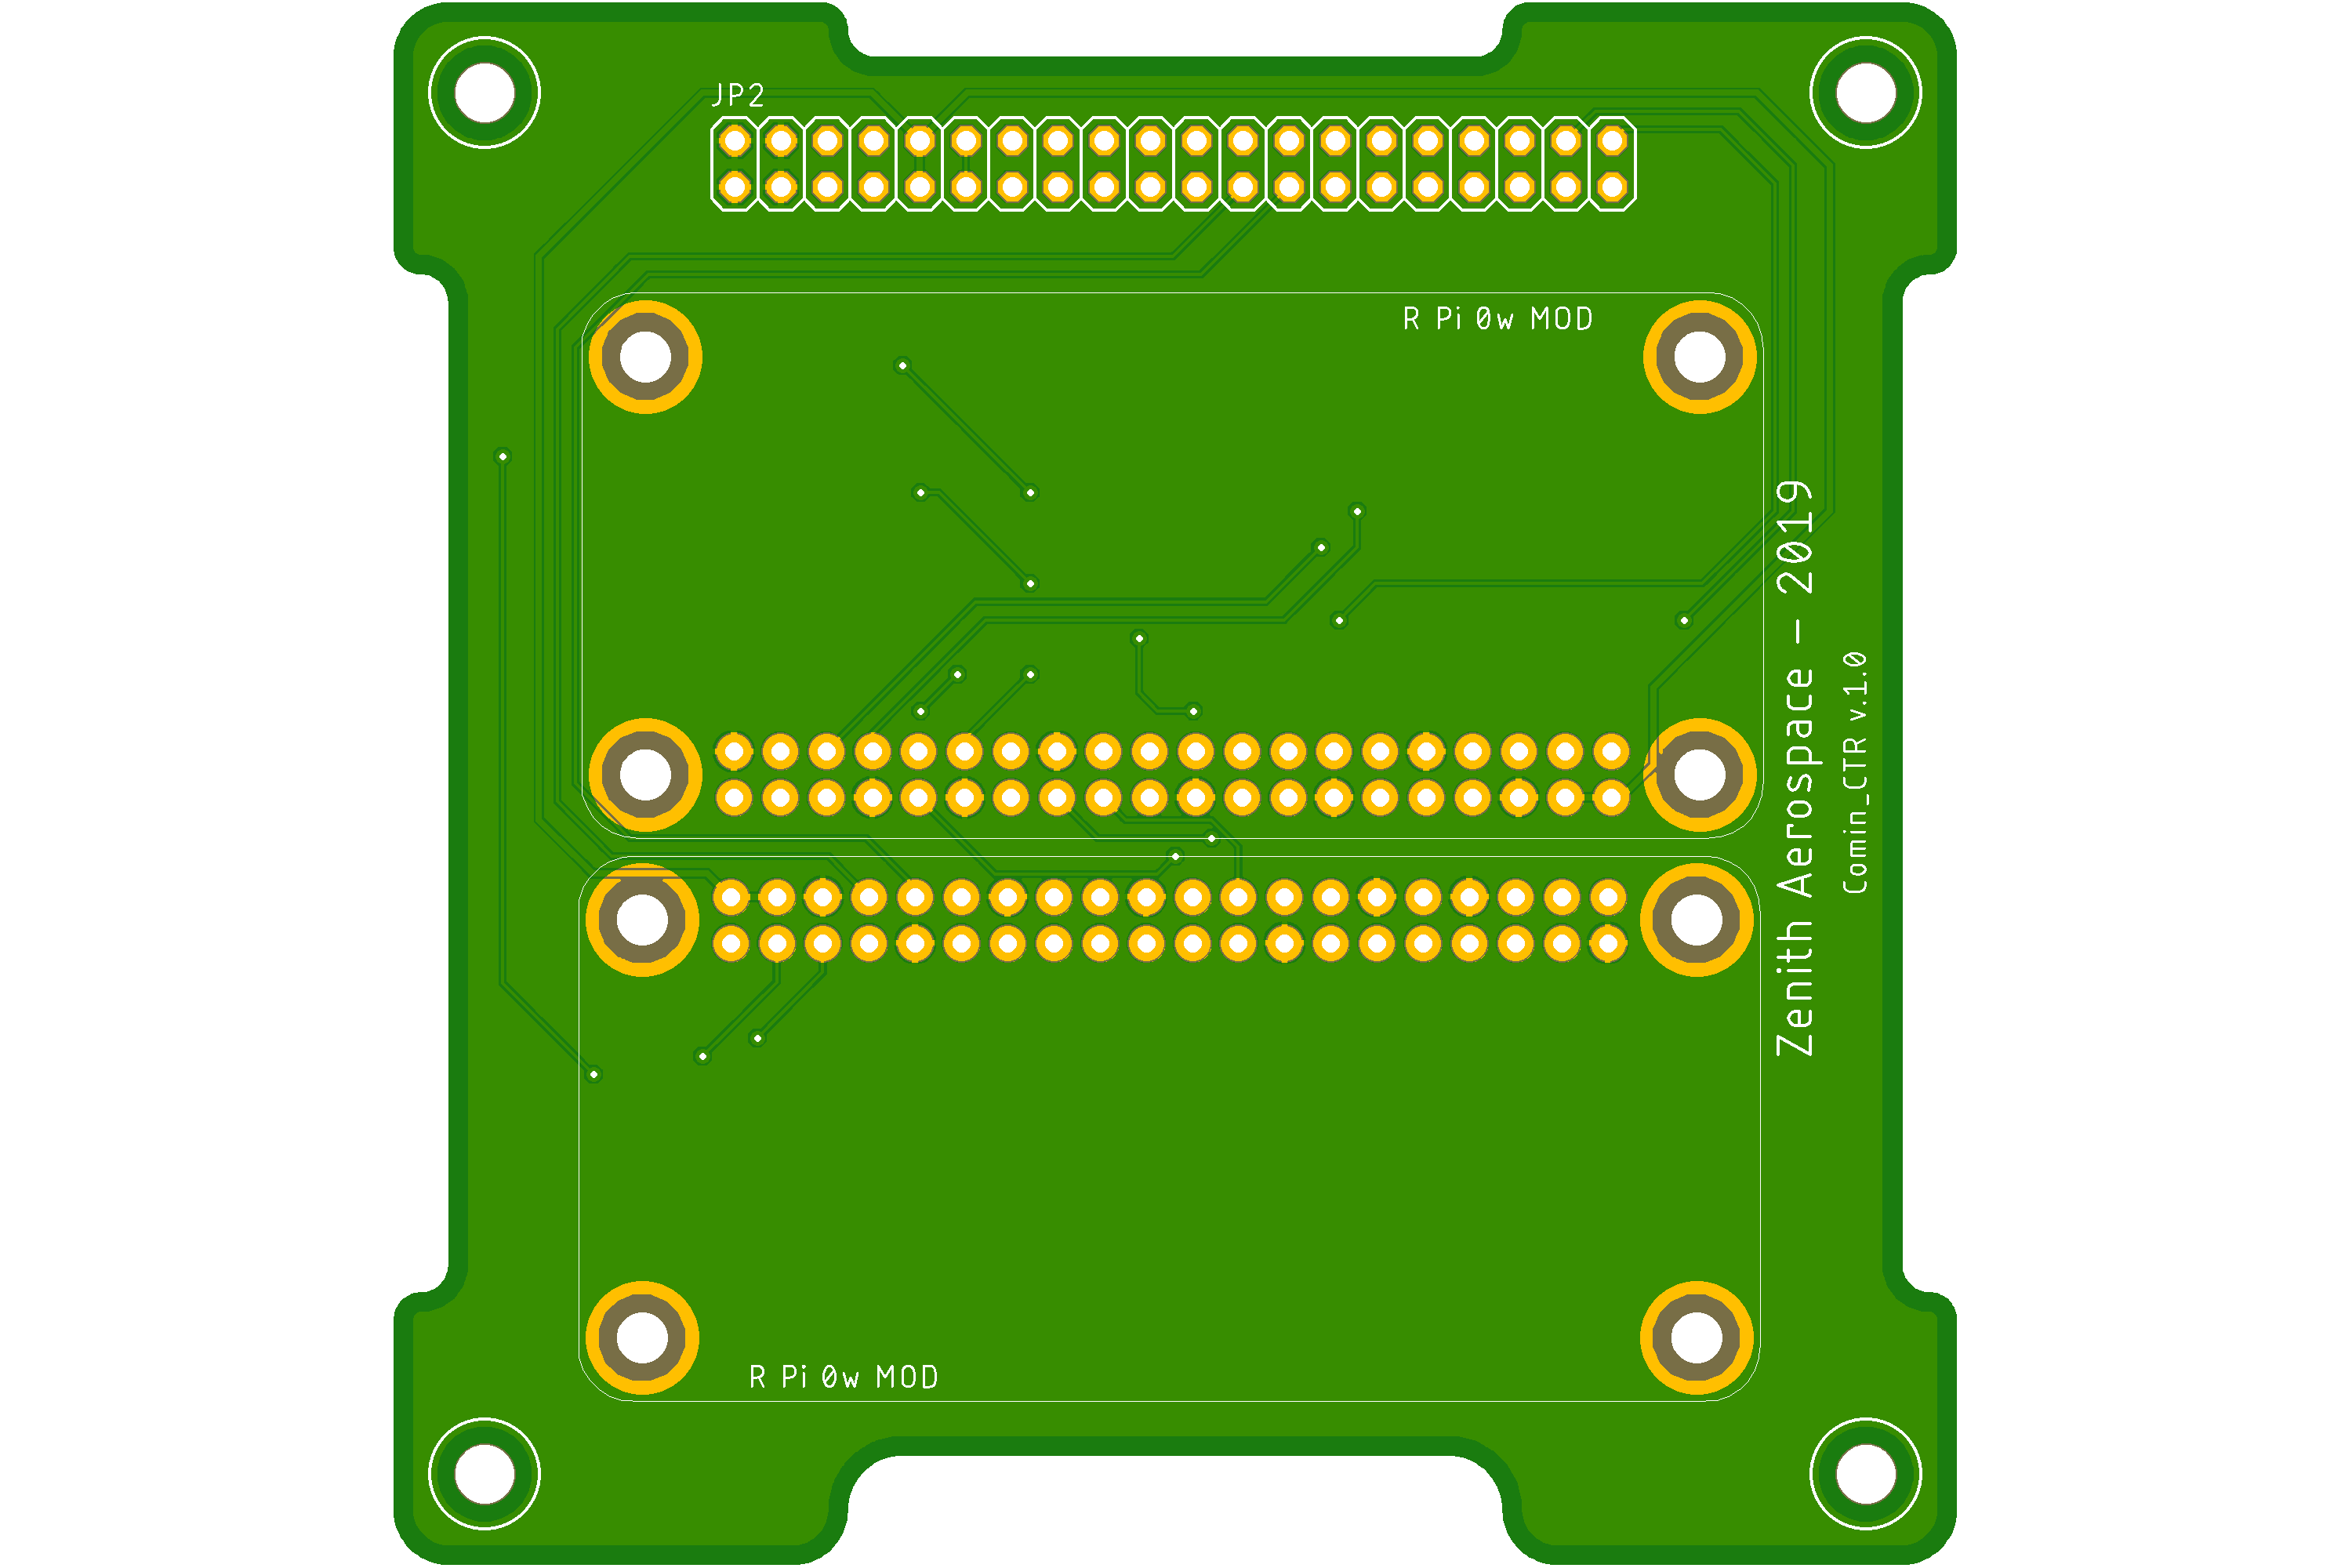 JP2
R Pi 0w MOD
Zenith Aerospace - 2019
Comin_CTR v.1.0
R Pi 0w MOD